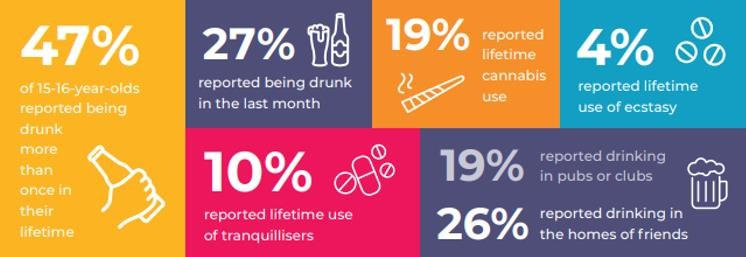 47%
of 15-16-year-olds
reported being
drunk
more
than
once in
their
lifetime
27%
reported being drunk
in the last month
19%
reported
lifetime
cannabis
use
4%
reported lifetime
use of ecstasy
10%
reported lifetime use
of tranquillisers
19%
reported drinking
in pubs or clubs
26%
reported drinking in
the homes of friends